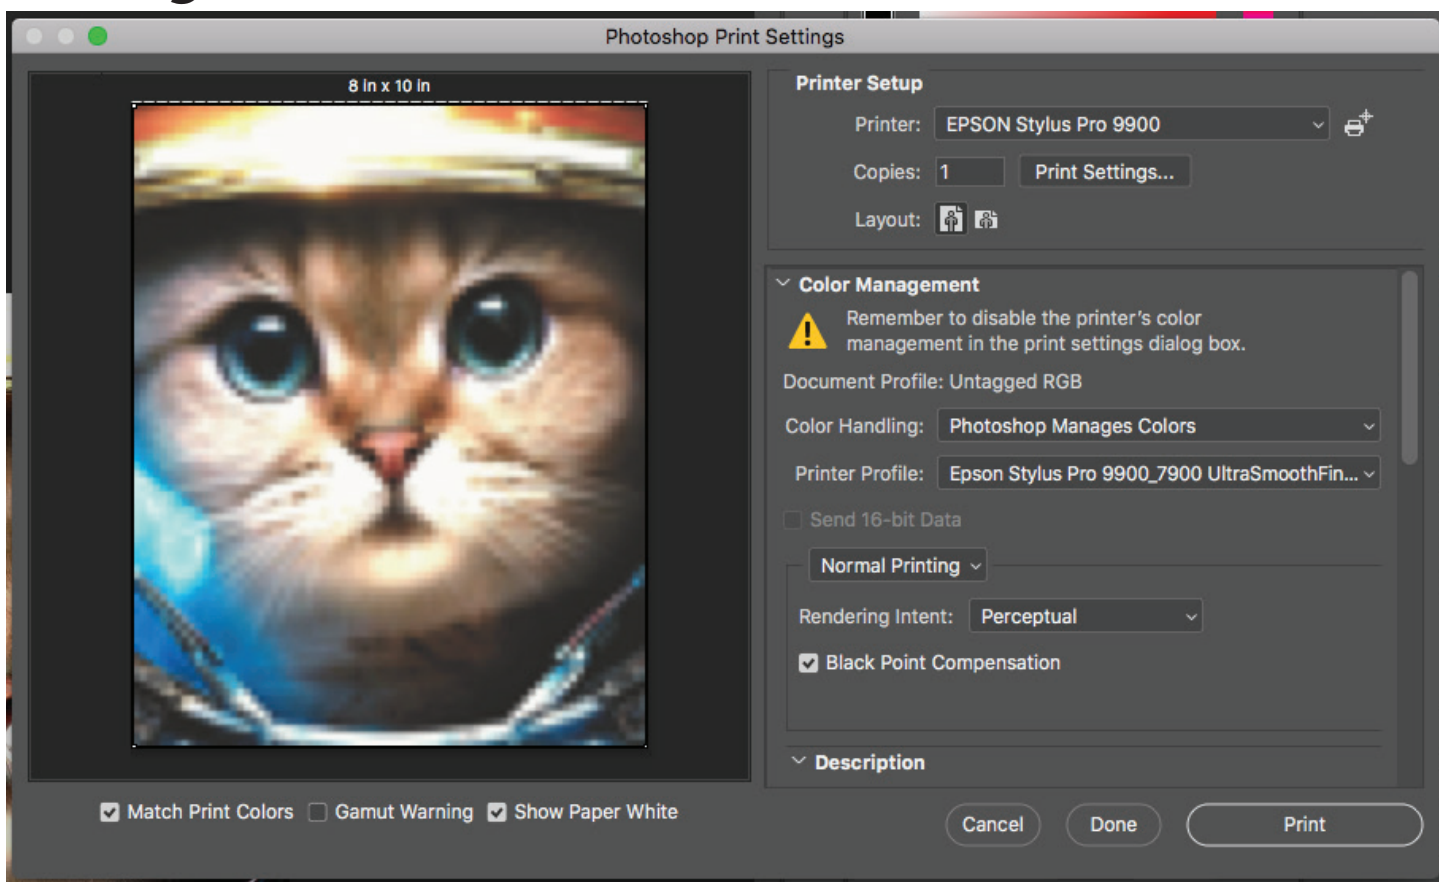 Photoshop Print Settings
8 in x 10 in
Printer Setup
Printer: EPSON Stylus Pro 9900
Copies: 1 Print Settings...
Layout:
Color Management
Remember to disable the printer's color
management in the print settings dialog box.
Document Profile: Untagged RGB
Color Handling: Photoshop Manages Colors
Printer Profile: Epson Stylus Pro 9900_7900 UltraSmoothFin...
Send 16-bit Data
Normal Printing
Rendering Intent: Perceptual
Black Point Compensation
Description
Match Print Colors Gamut Warning Show Paper White
Cancel Done Print